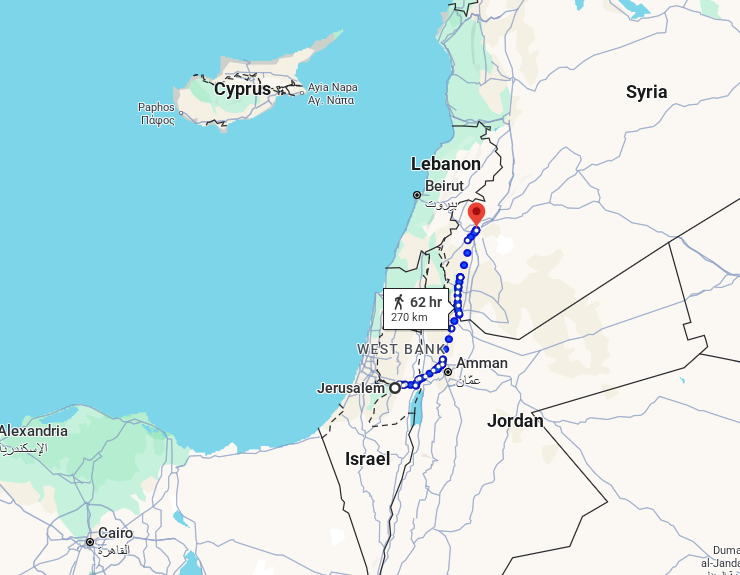 Cyprus
Ayia Napa
Αγ. Νάπα
Paphos
Πάφος
Syria
Lebanon
Beirut
بيروت
62 hr
270 km
WEST BANK
Amman
عمّان
Jerusalem
Alexandria
الإسكندرية
Jordan
Israel
Cairo
القاهرة
Duma
al-Janda